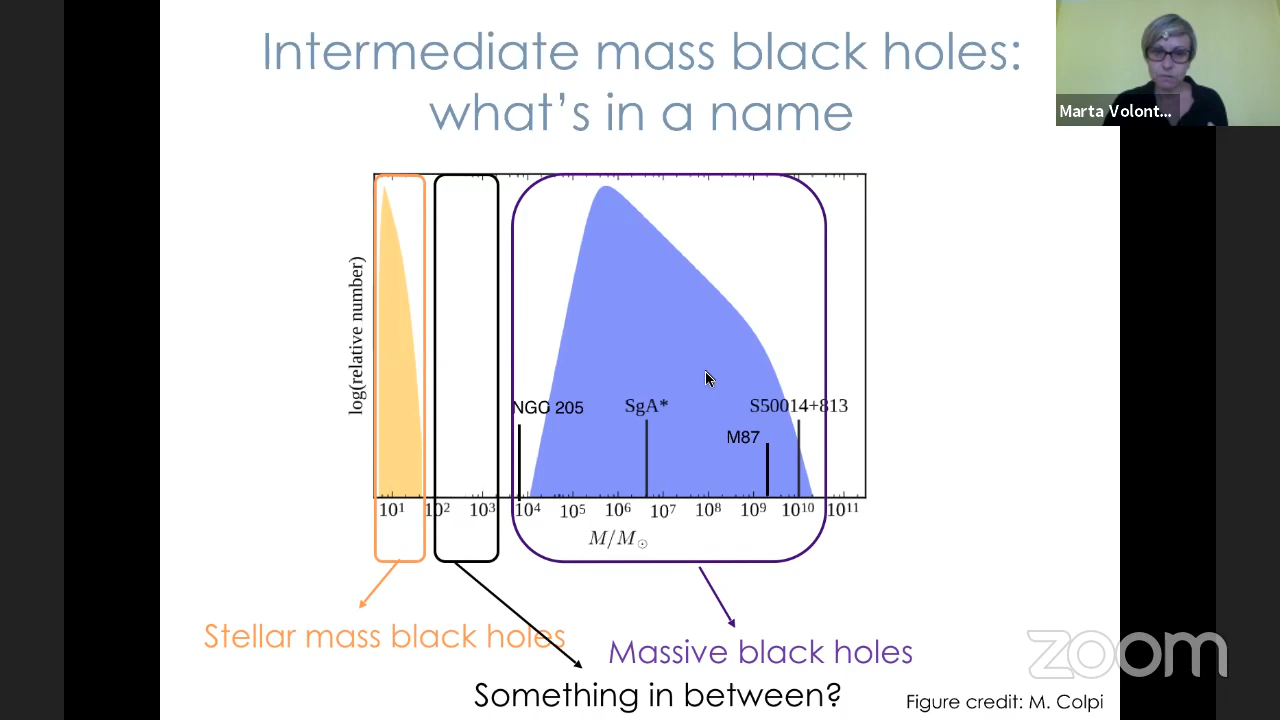 Intermediate mass black holes:
what's in a name
Marta Volont...
log(relative number)
NGC 205
SgA*
S50014+813
M87
10¹ 10² 10³ 10⁴ 10⁵ 10⁶ 10⁷ 10⁸ 10⁹ 10¹⁰ 10¹¹
M/M☉
Stellar mass black holes
Massive black holes
Something in between?
Figure credit: M. Colpi
zoom